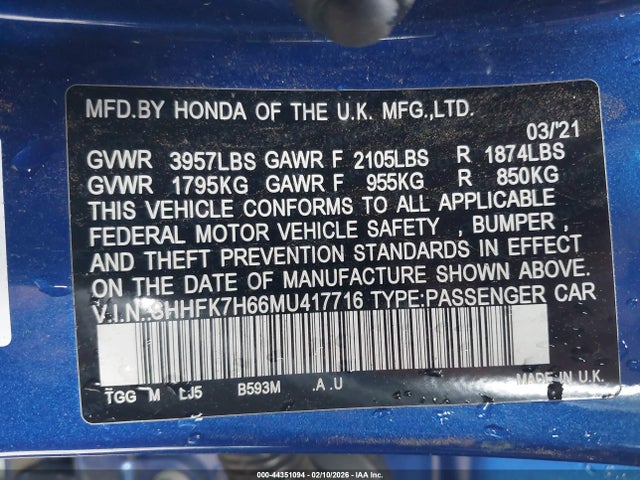 MFD.BY HONDA OF THE U.K. MFG.,LTD.
03/'21
GVWR 3957LBS GAWR F 2105LBS R 1874LBS
GVWR 1795KG GAWR F 955KG R 850KG
THIS VEHICLE CONFORMS TO ALL APPLICABLE
FEDERAL MOTOR VEHICLE SAFETY , BUMPER ,
AND THEFT PREVENTION STANDARDS IN EFFECT
ON THE DATE OF MANUFACTURE SHOWN ABOVE.
V.I.N.:SHHFK7H66MU417716 TYPE:PASSENGER CAR
TGG M LJ5 B593M .A.U MADE IN U.K.
000-44351094 - 02/10/2026 - IAA Inc.